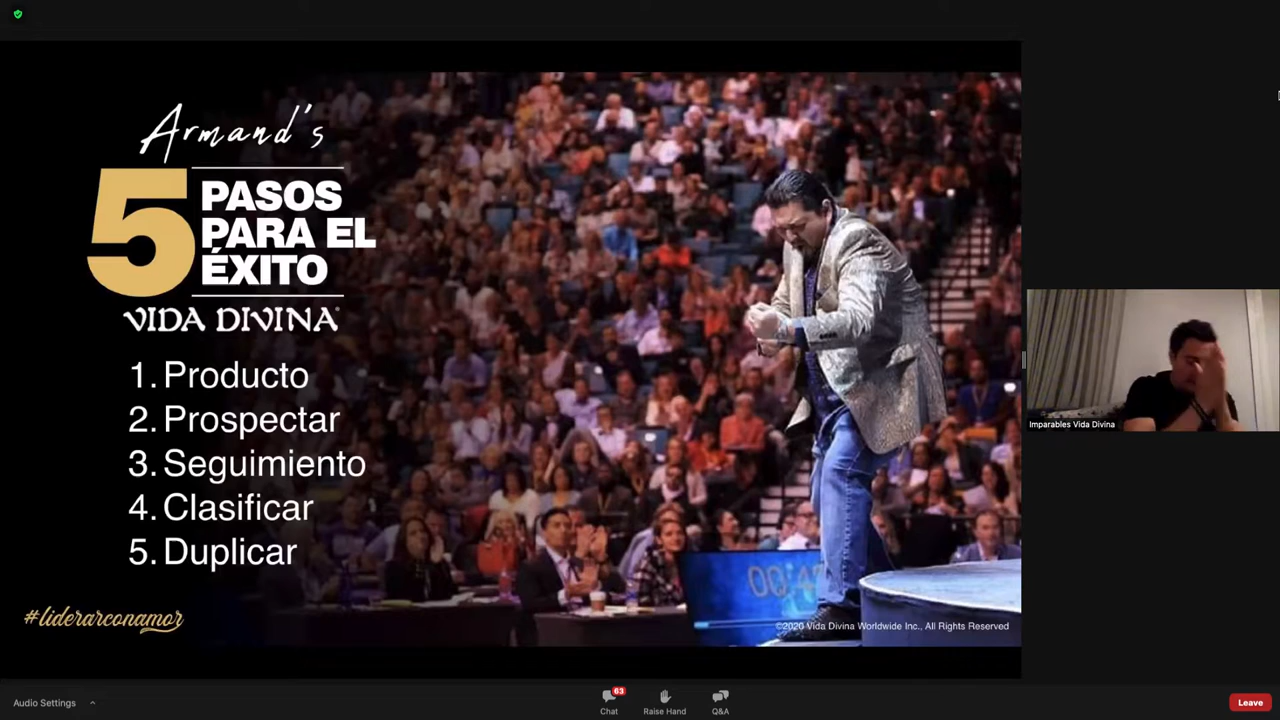 Armand's
5 PASOS
PARA EL
ÉXITO
VIDA DIVINA
1. Producto
2. Prospectar
3. Seguimiento
4. Clasificar
5. Duplicar
#liderarconamor
©2020 Vida Divina Worldwide Inc., All Rights Reserved
Imparables Vida Divina
Audio Settings
63
Chat
Raise Hand
Q&A
Leave